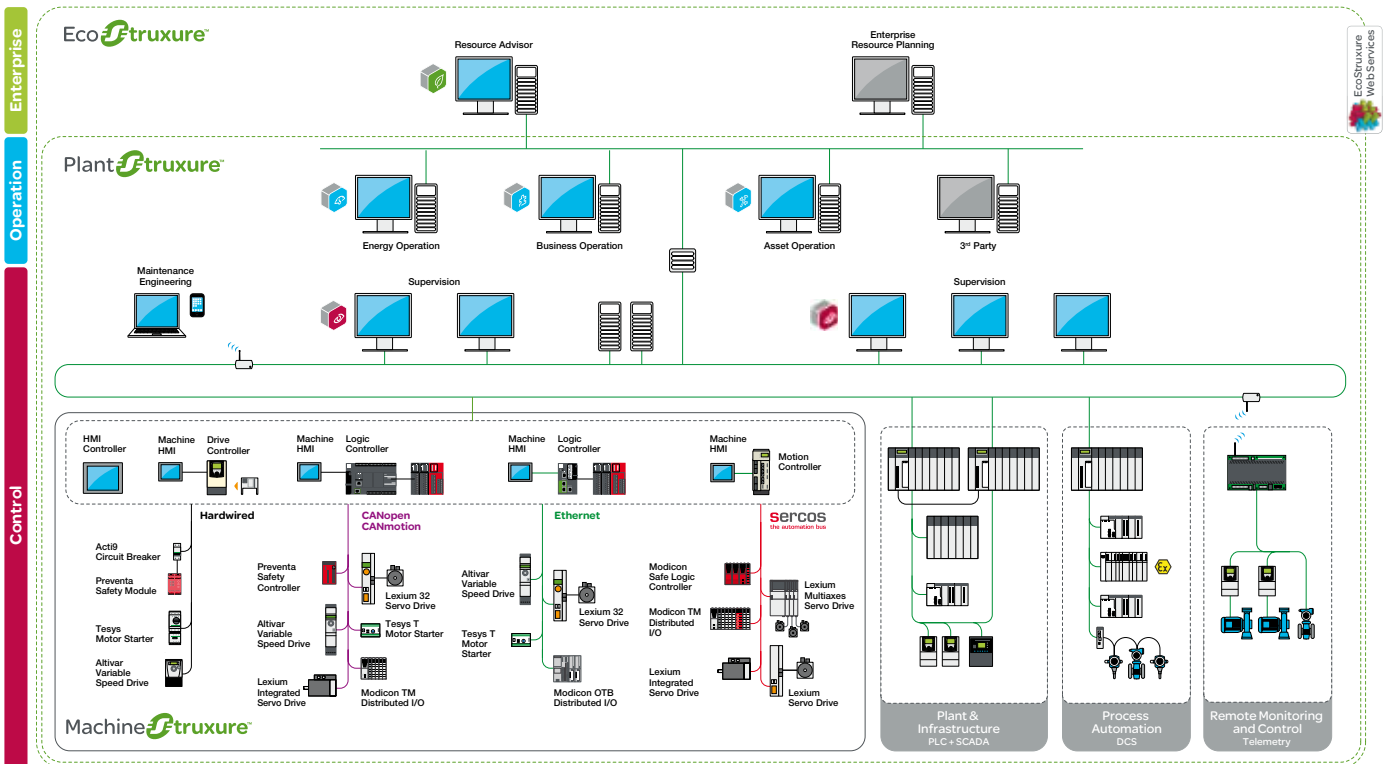 Enterprise
Operation
Control
EcoStruxure™
EcoStruxure
Web Services
Resource Advisor
Enterprise
Resource Planning
PlantStruxure™
Energy Operation
Business Operation
Asset Operation
3rd Party
Maintenance
Engineering
Supervision
Supervision
HMI
Controller
Machine
HMI
Drive
Controller
Machine
HMI
Logic
Controller
Machine
HMI
Logic
Controller
Machine
HMI
Motion
Controller
Hardwired
CANopen
CANmotion
Ethernet
sercos
the automation bus
Acti9
Circuit Breaker
Preventa
Safety Module
Tesys
Motor Starter
Altivar
Variable
Speed Drive
Preventa
Safety
Controller
Lexium 32
Servo Drive
Altivar
Variable
Speed Drive
Tesys T
Motor Starter
Lexium
Integrated
Servo Drive
Modicon TM
Distributed I/O
Altivar
Variable
Speed Drive
Lexium 32
Servo Drive
Tesys T
Motor
Starter
Modicon OTB
Distributed I/O
Modicon
Safe Logic
Controller
Lexium
Multiaxes
Servo Drive
Modicon TM
Distributed
I/O
Lexium
Integrated
Servo Drive
Lexium
Servo Drive
MachineStruxure™
Ex
Plant &
Infrastructure
PLC + SCADA
Process
Automation
DCS
Remote Monitoring
and Control
Telemetry